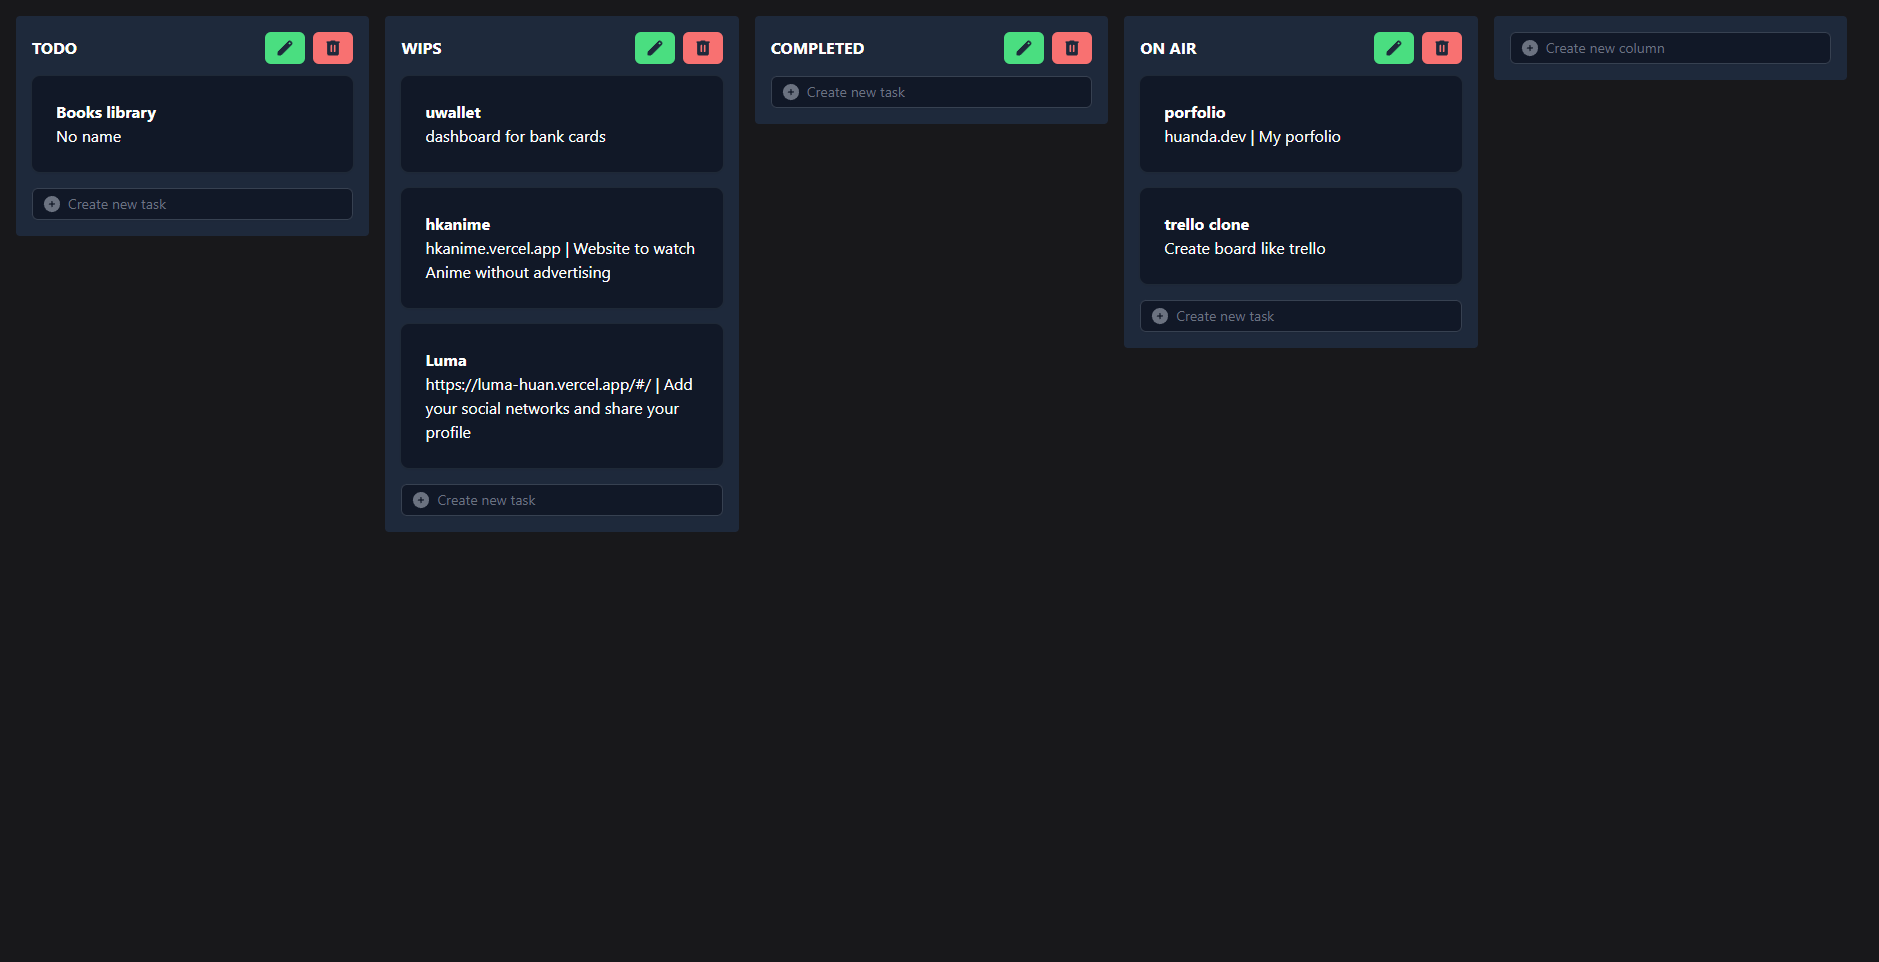 TODO
Books library
No name
Create new task
WIPS
uwallet
dashboard for bank cards
hkanime
hkanime.vercel.app | Website to watch
Anime without advertising
Luma
https://luma-huan.vercel.app/#/ | Add
your social networks and share your
profile
Create new task
COMPLETED
Create new task
ON AIR
porfolio
huanda.dev | My porfolio
trello clone
Create board like trello
Create new task
Create new column